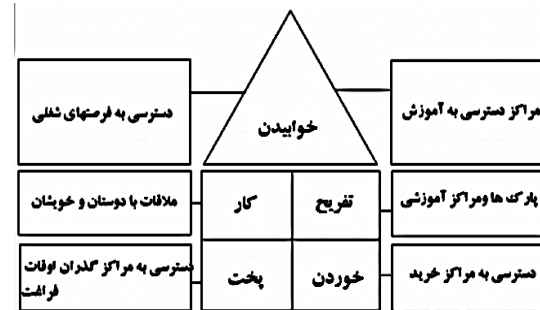 مراکز دسترسی به آموزش
خوابیدن
دسترسی به فرصتهای شغلی
پارک ها ومراکز آموزشی
تفریح
کار
ملاقات با دوستان و خویشان
دسترسی به مراکز خرید
خوردن
پخت
دسترسی به مراکز گذران اوقات
فراغت